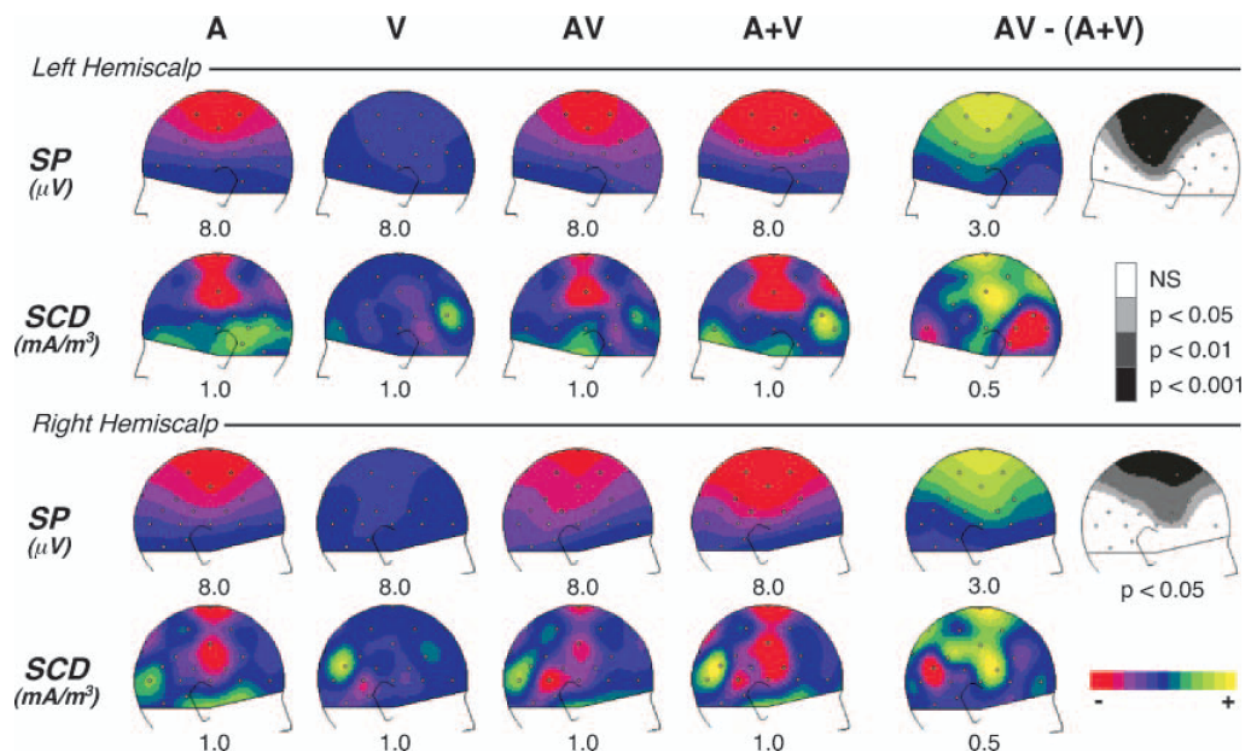 A V AV A+V AV - (A+V)
Left Hemiscalp
SP
(μV)
8.0 8.0 8.0 8.0 3.0
SCD
(mA/m³)
1.0 1.0 1.0 1.0 0.5
NS
p < 0.05
p < 0.01
p < 0.001
Right Hemiscalp
SP
(μV)
8.0 8.0 8.0 8.0 3.0 p < 0.05
SCD
(mA/m³)
1.0 1.0 1.0 1.0 0.5
- +